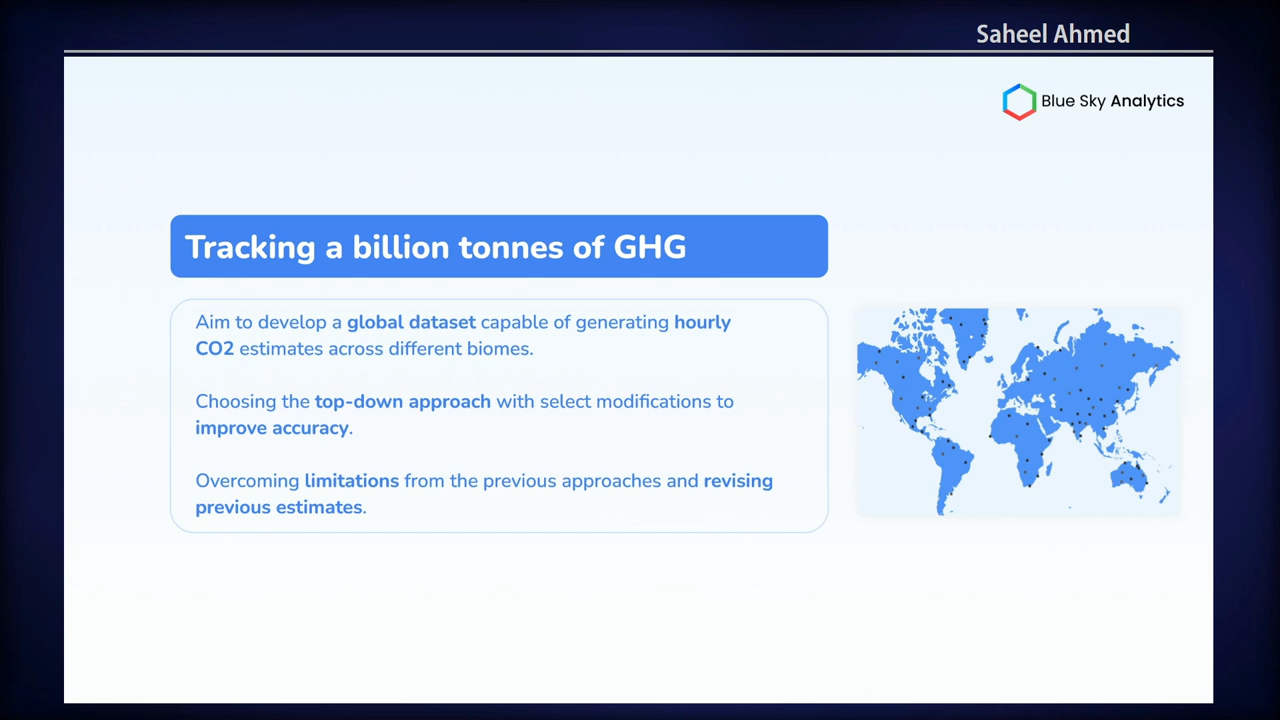 Saheel Ahmed
Blue Sky Analytics
Tracking a billion tonnes of GHG
Aim to develop a global dataset capable of generating hourly
CO2 estimates across different biomes.
Choosing the top-down approach with select modifications to
improve accuracy.
Overcoming limitations from the previous approaches and revising
previous estimates.